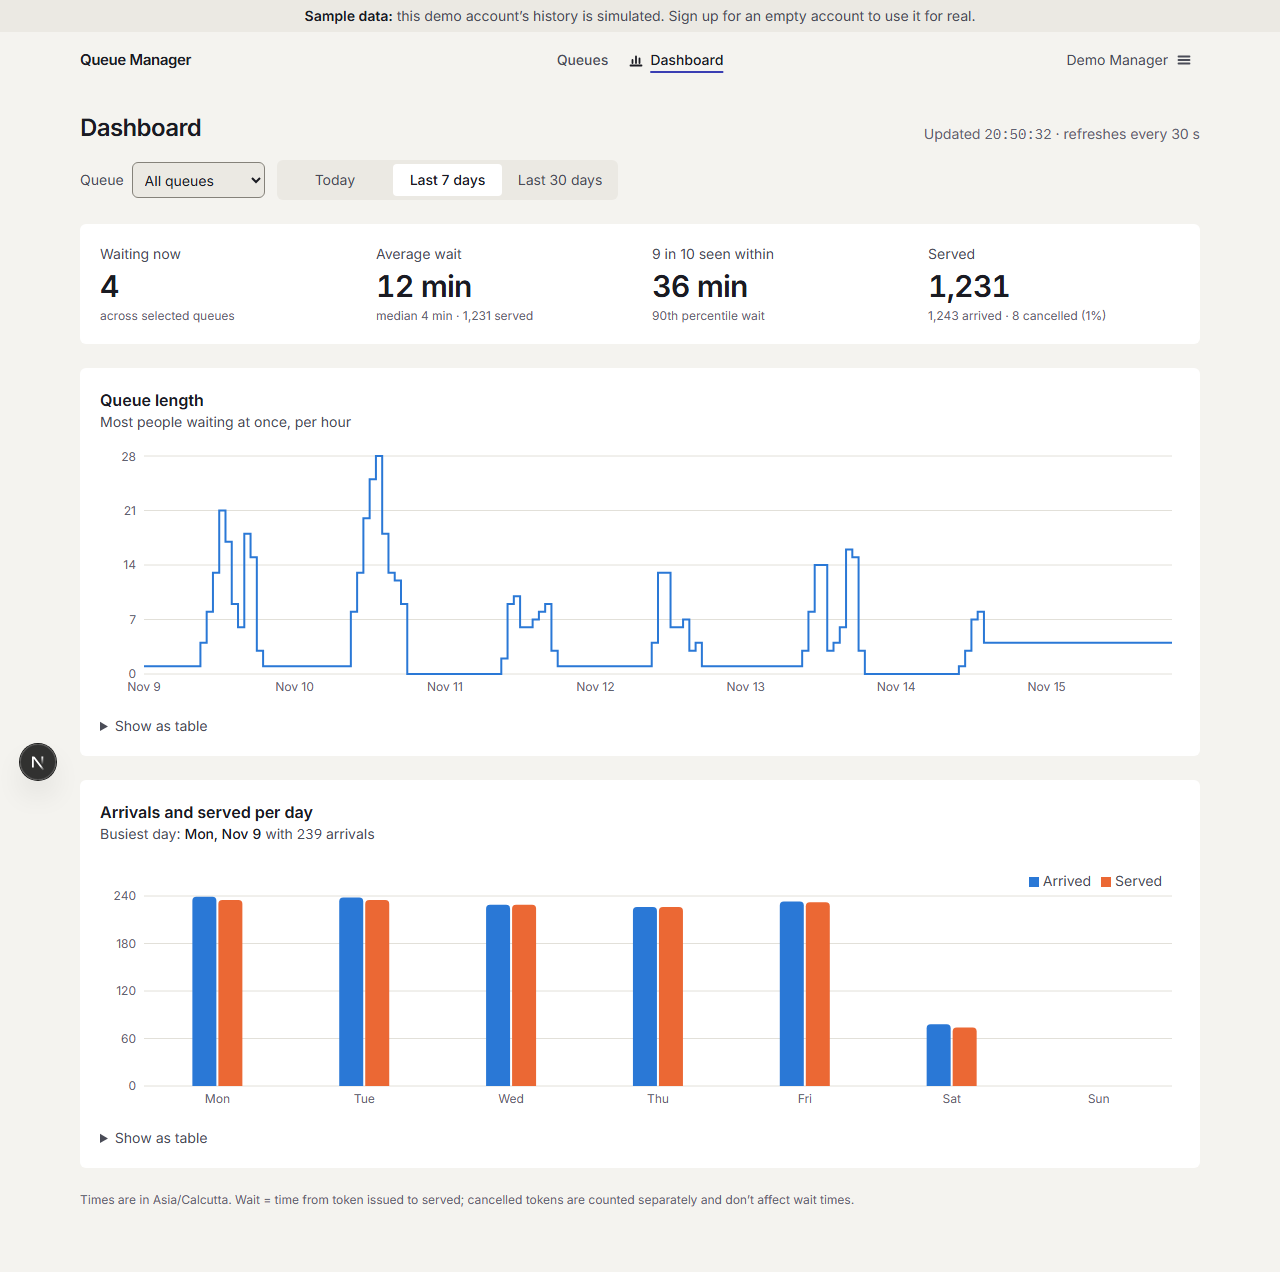 Sample data: this demo account’s history is simulated. Sign up for an empty account to use it for real.
Queue Manager
Queues
Dashboard
Demo Manager
Dashboard
Updated 20:50:32 · refreshes every 30 s
Queue
All queues
Today
Last 7 days
Last 30 days
Waiting now
4
across selected queues
Average wait
12 min
median 4 min · 1,231 served
9 in 10 seen within
36 min
90th percentile wait
Served
1,231
1,243 arrived · 8 cancelled (1%)
Queue length
Most people waiting at once, per hour
28
21
14
7
0
Nov 9 Nov 10 Nov 11 Nov 12 Nov 13 Nov 14 Nov 15
Show as table
N
Arrivals and served per day
Busiest day: Mon, Nov 9 with 239 arrivals
Arrived Served
240
180
120
60
0
Mon Tue Wed Thu Fri Sat Sun
Show as table
Times are in Asia/Calcutta. Wait = time from token issued to served; cancelled tokens are counted separately and don’t affect wait times.